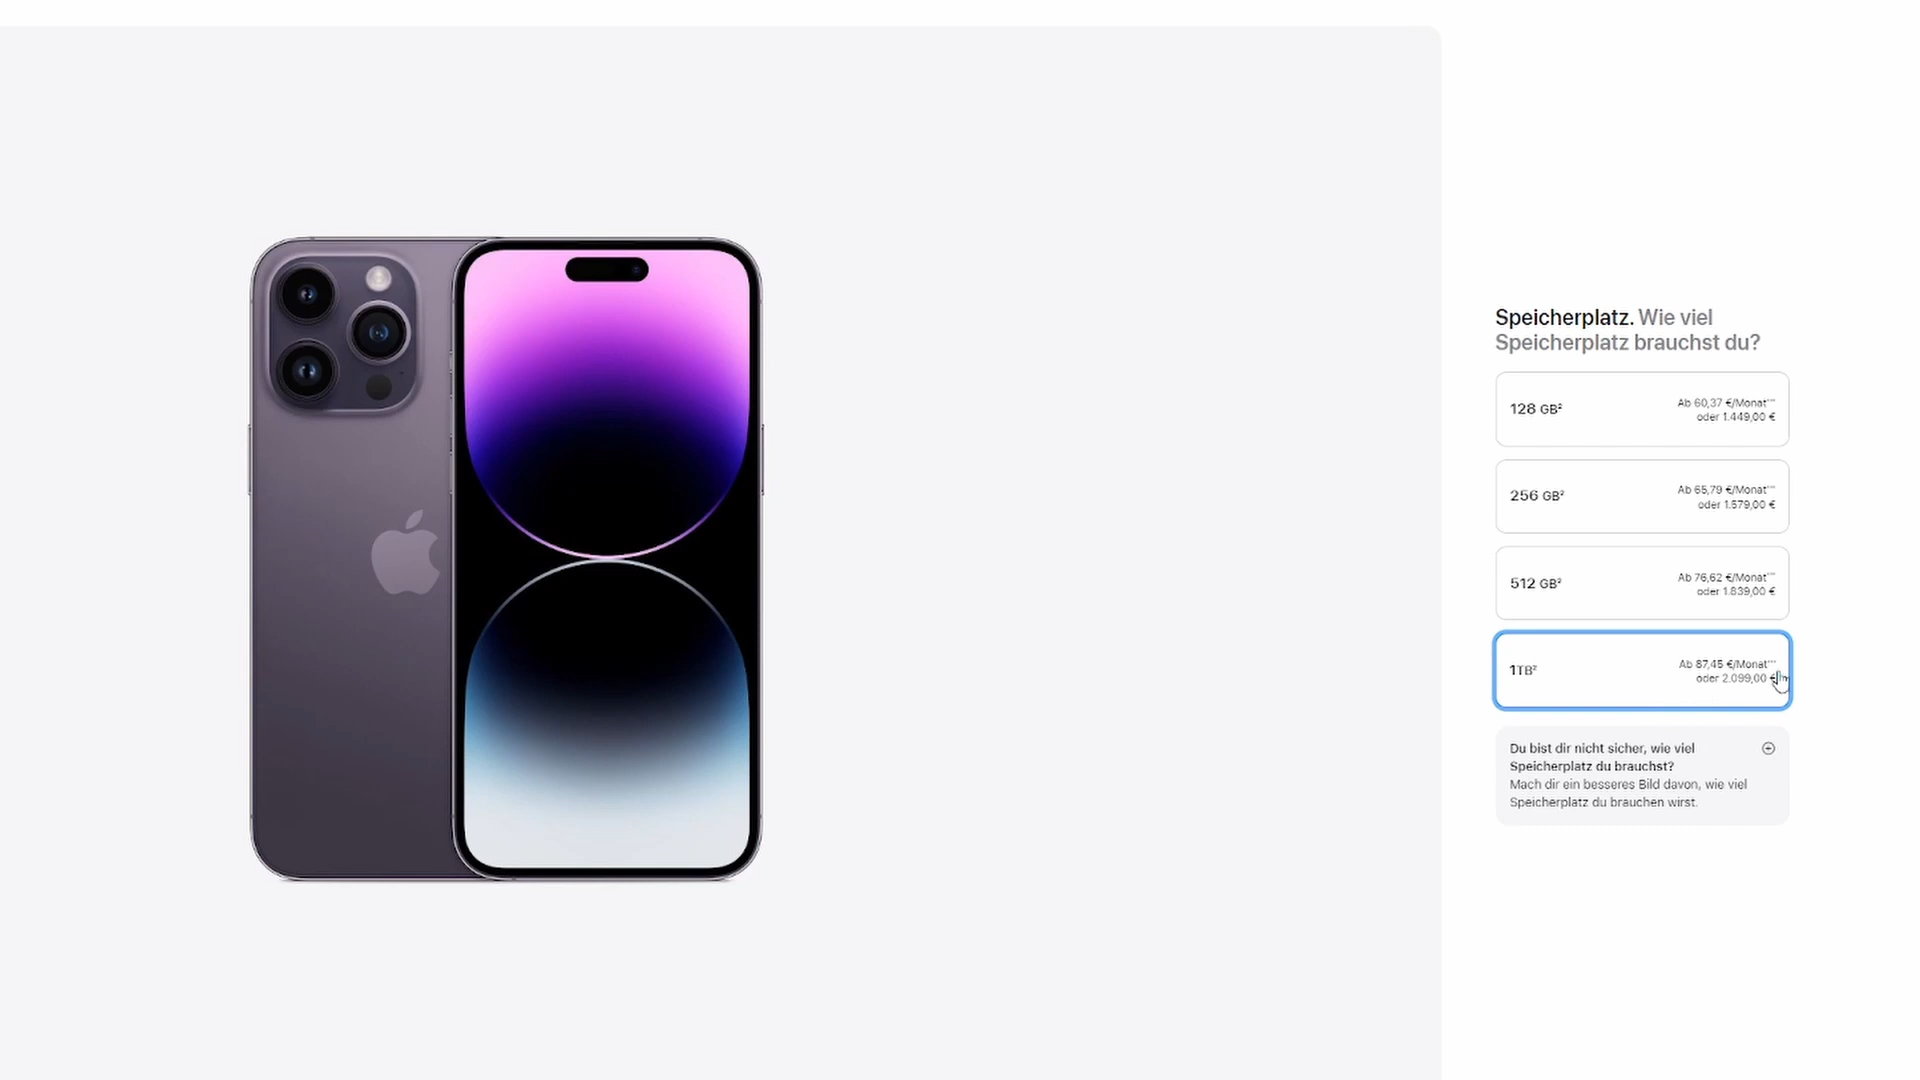 Speicherplatz. Wie viel
Speicherplatz brauchst du?
128 GB²
Ab 60,37 €/Monat***
oder 1.449,00 €
256 GB²
Ab 65,79 €/Monat***
oder 1.579,00 €
512 GB²
Ab 76,62 €/Monat***
oder 1.839,00 €
1TB²
Ab 87,45 €/Monat***
oder 2.099,00 €
Du bist dir nicht sicher, wie viel
Speicherplatz du brauchst?
Mach dir ein besseres Bild davon, wie viel
Speicherplatz du brauchen wirst.